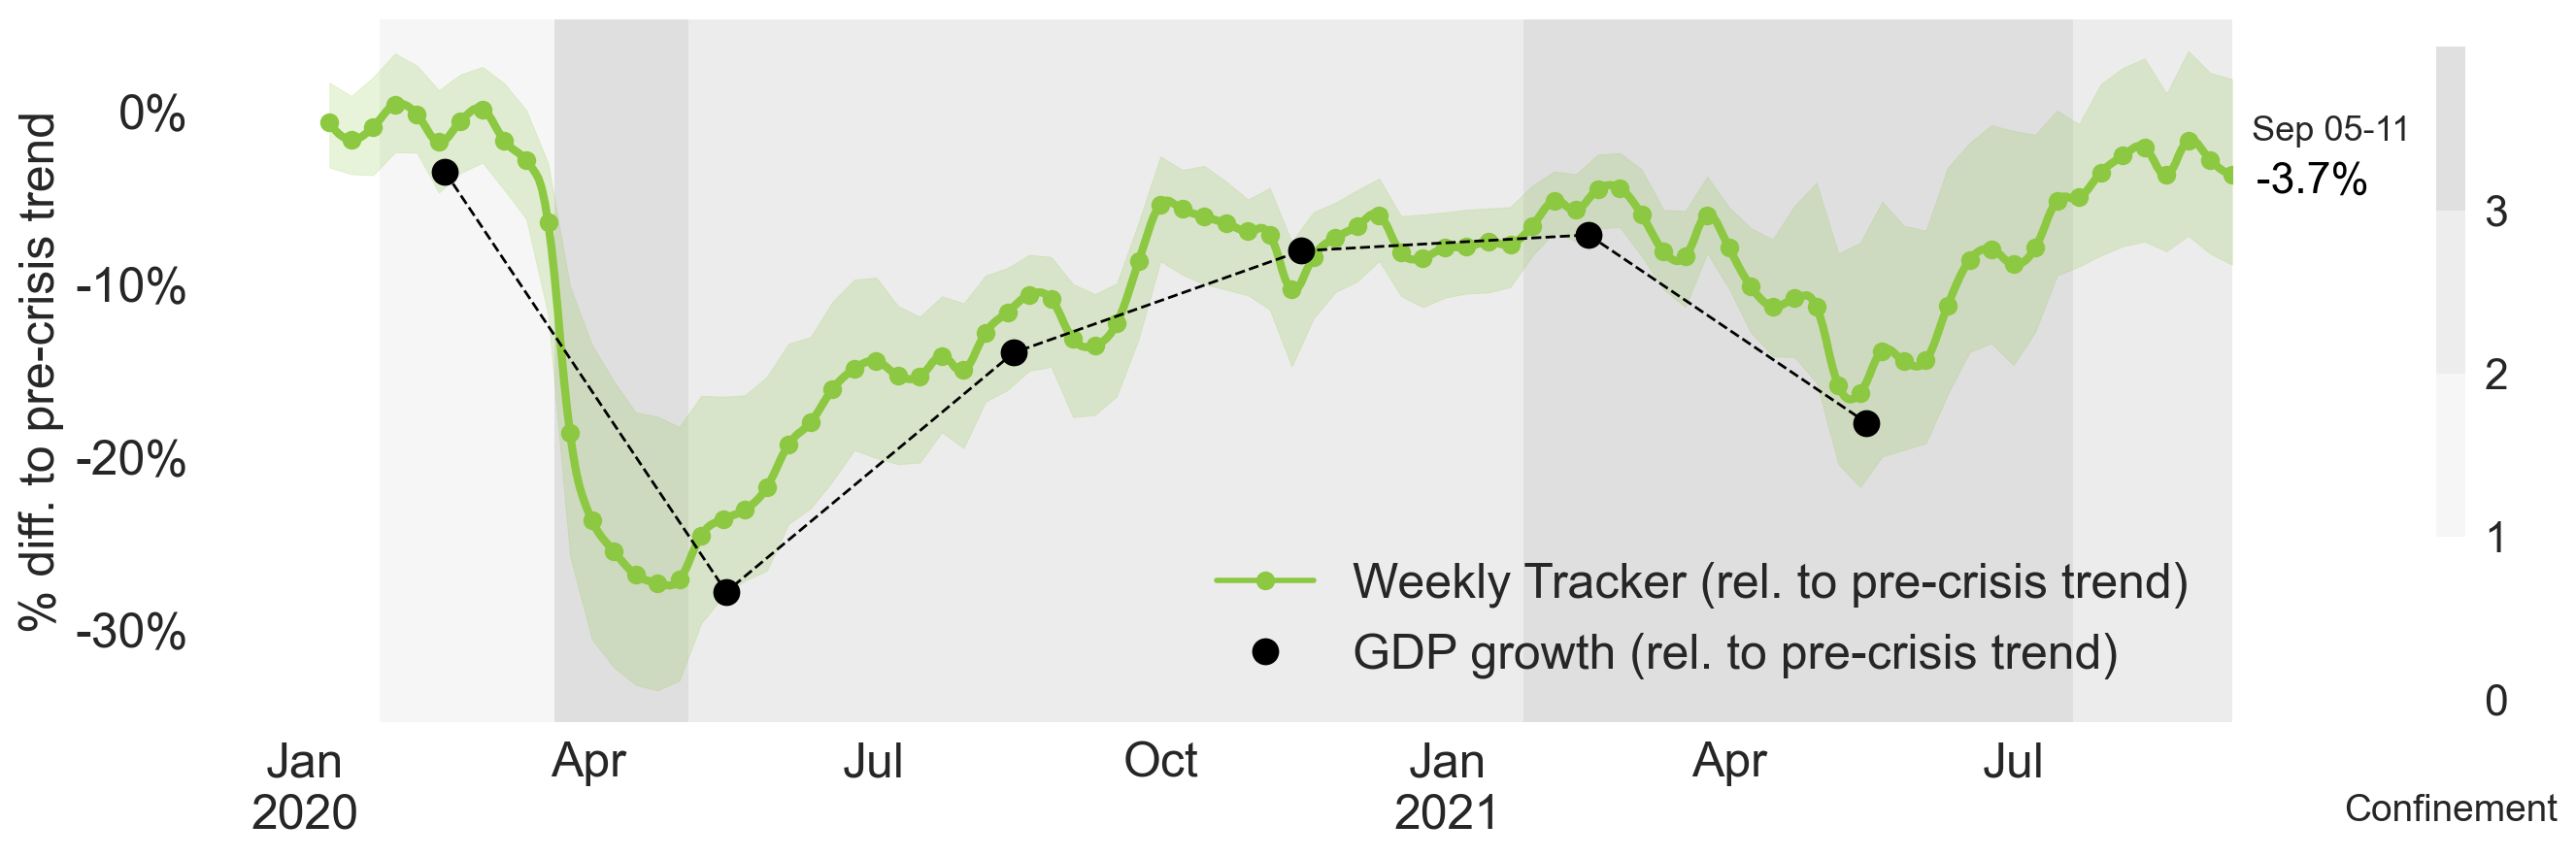 % diff. to pre-crisis trend
0%
-10%
-20%
-30%
Jan
2020
Apr
Jul
Oct
Jan
2021
Apr
Jul
Weekly Tracker (rel. to pre-crisis trend)
GDP growth (rel. to pre-crisis trend)
Sep 05-11
-3.7%
3
2
1
0
Confinement